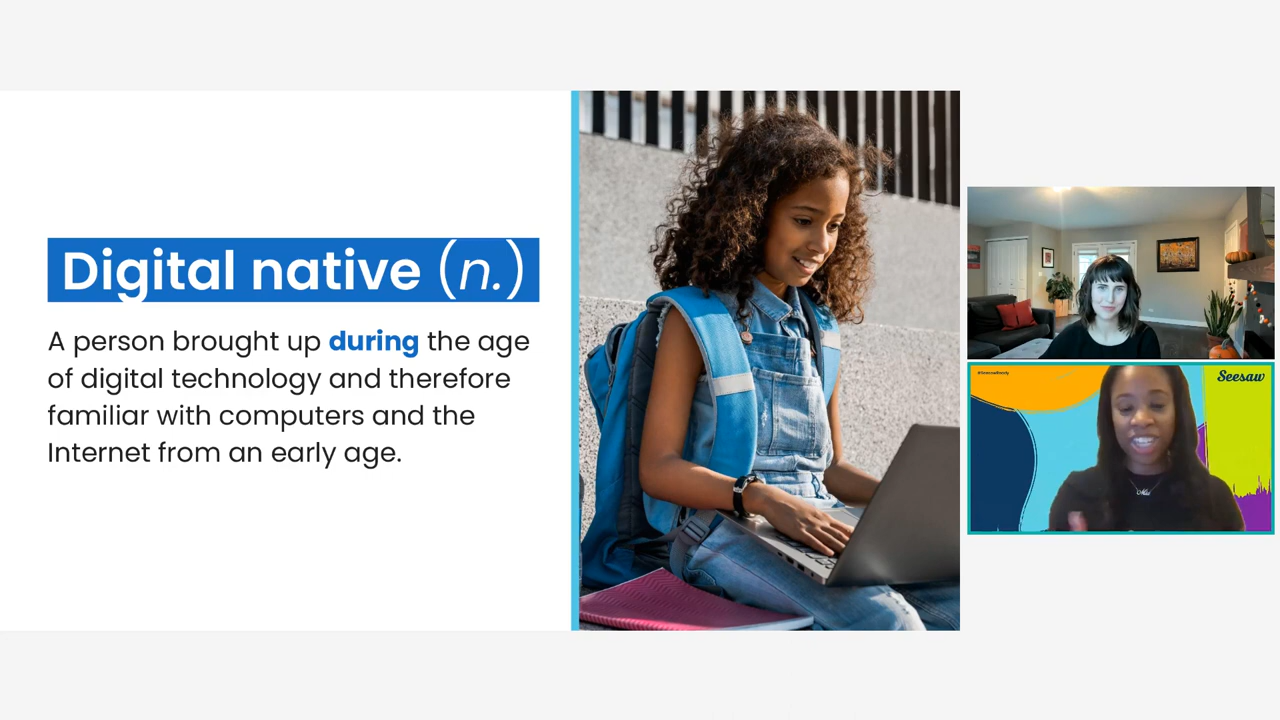 Digital native (n.)
A person brought up during the age
of digital technology and therefore
familiar with computers and the
Internet from an early age.
Seesaw